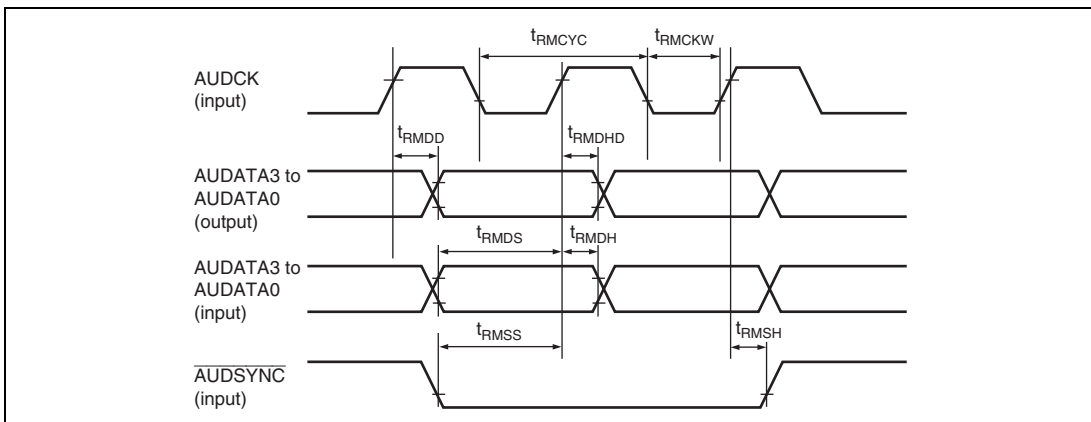 tRMCYC
tRMCKW
AUDCK
(input)
tRMDD
tRMDHD
AUDATA3 to
AUDATA0
(output)
tRMDS
tRMDH
AUDATA3 to
AUDATA0
(input)
tRMSS
tRMSH
AUDSYNC
(input)